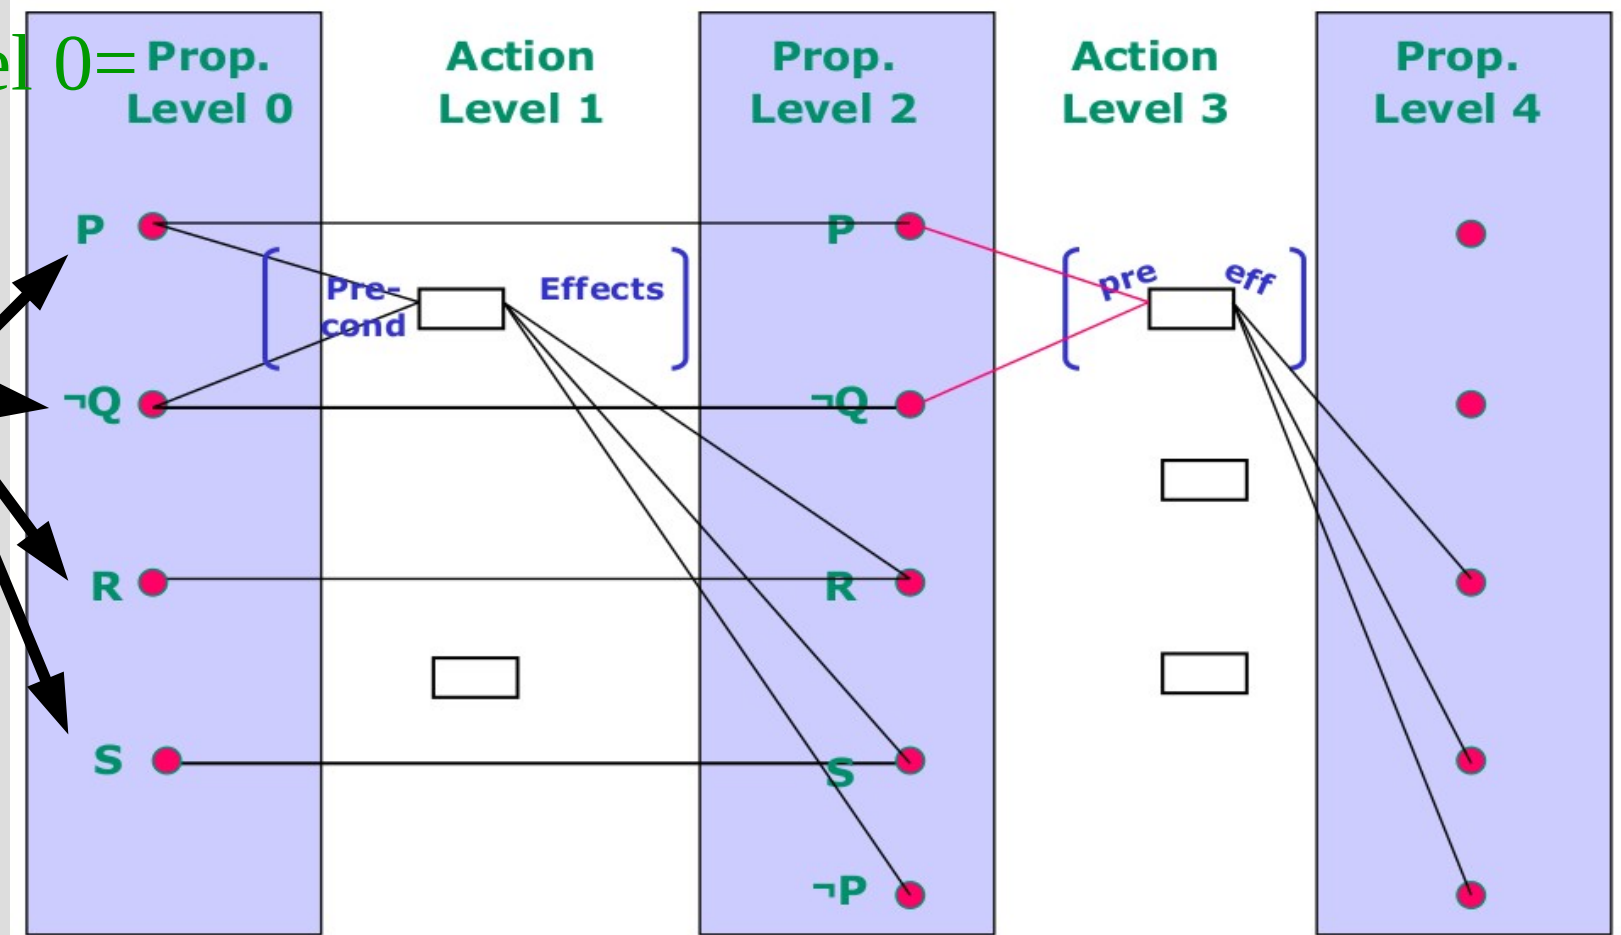 el 0=
Prop.
Level 0
Action
Level 1
Prop.
Level 2
Action
Level 3
Prop.
Level 4
P
P
Pre-
cond
Effects
pre
eff
¬Q
¬Q
R
R
S
S
¬P